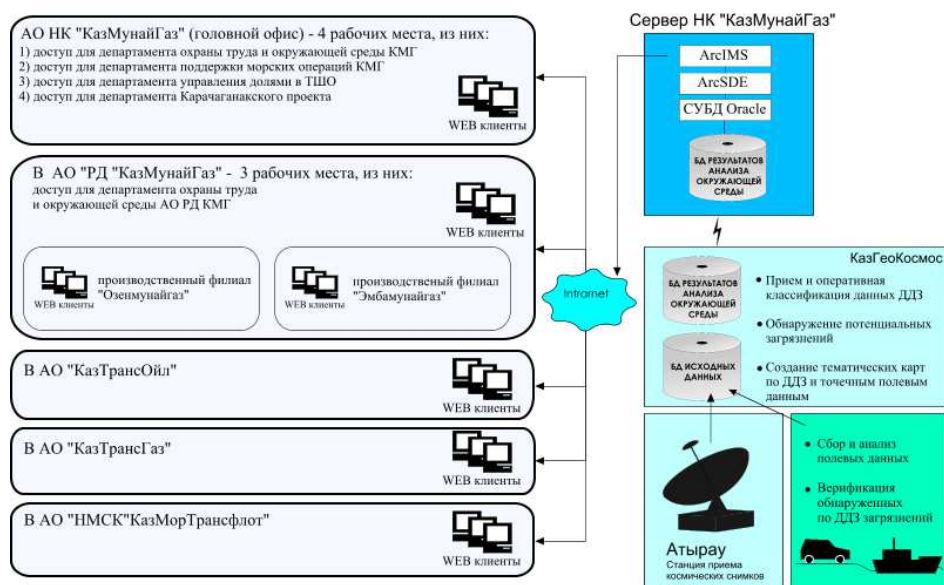 АО НК "КазМунайГаз" (головной офис) - 4 рабочих места, из них:
1) доступ для департамента охраны труда и окружающей среды КМГ
2) доступ для департамента поддержки морских операций КМГ
3) доступ для департамента управления долями в ТШО
4) доступ для департамента Карачаганакского проекта
WEB клиенты
В АО "РД "КазМунайГаз" - 3 рабочих места, из них:
доступ для департамента охраны труда
и окружающей среды АО РД КМГ
WEB клиенты
производственный филиал
"Озенмунайгаз"
WEB клиенты
производственный филиал
"Эмбамунайгаз"
WEB клиенты
В АО "КазТрансОйл"
WEB клиенты
В АО "КазТрансГаз"
WEB клиенты
В АО "НМСК"КазМорТрансфлот"
WEB клиенты
Intranet
Сервер НК "КазМунайГаз"
ArcIMS
ArcSDE
СУБД Oracle
БД РЕЗУЛЬТАТОВ
АНАЛИЗА
ОКРУЖАЮЩЕЙ
СРЕДЫ
КазГеоКосмос
БД РЕЗУЛЬТАТОВ
АНАЛИЗА
ОКРУЖАЮЩЕЙ
СРЕДЫ
БД ИСХОДНЫХ
ДАННЫХ
• Прием и оперативная
классификация данных ДДЗ
• Обнаружение потенциальных
загрязнений
• Создание тематических карт
по ДДЗ и точечным полевым
данным
Атырау
Станция приема
космических снимков
• Сбор и анализ
полевых данных
• Верификация
обнаруженных
по ДДЗ загрязнений